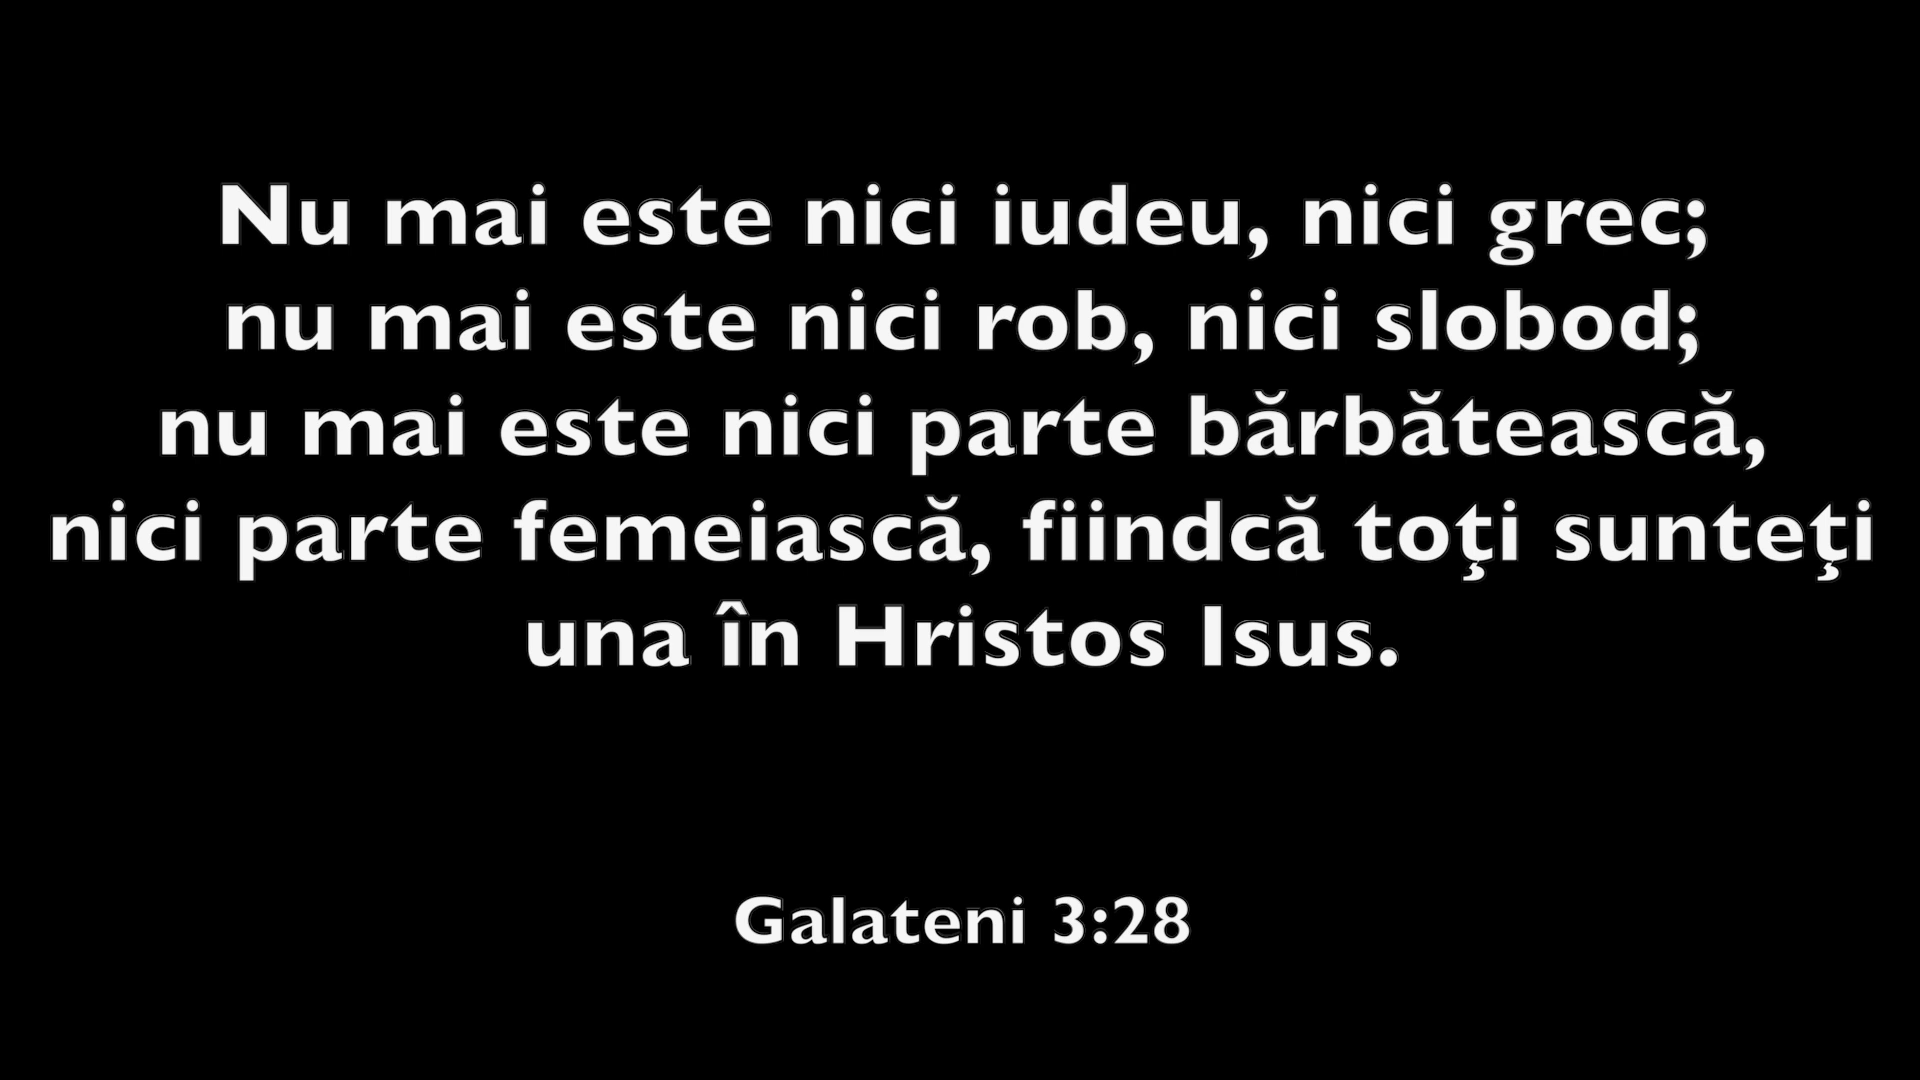 Nu mai este nici iudeu, nici grec;
nu mai este nici rob, nici slobod;
nu mai este nici parte bărbătească,
nici parte femeiască, fiindcă toţi sunteţi
una în Hristos Isus.
Galateni 3:28